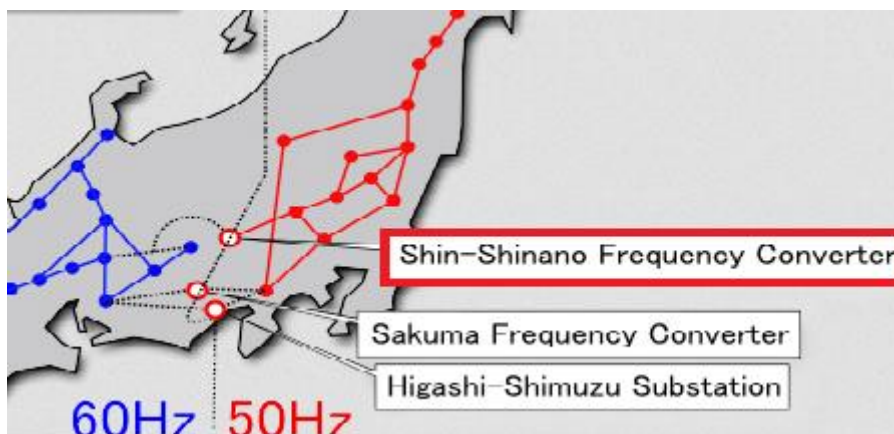 Shin-Shinano Frequency Converter
Sakuma Frequency Converter
Higashi-Shimuzu Substation
60Hz 50Hz